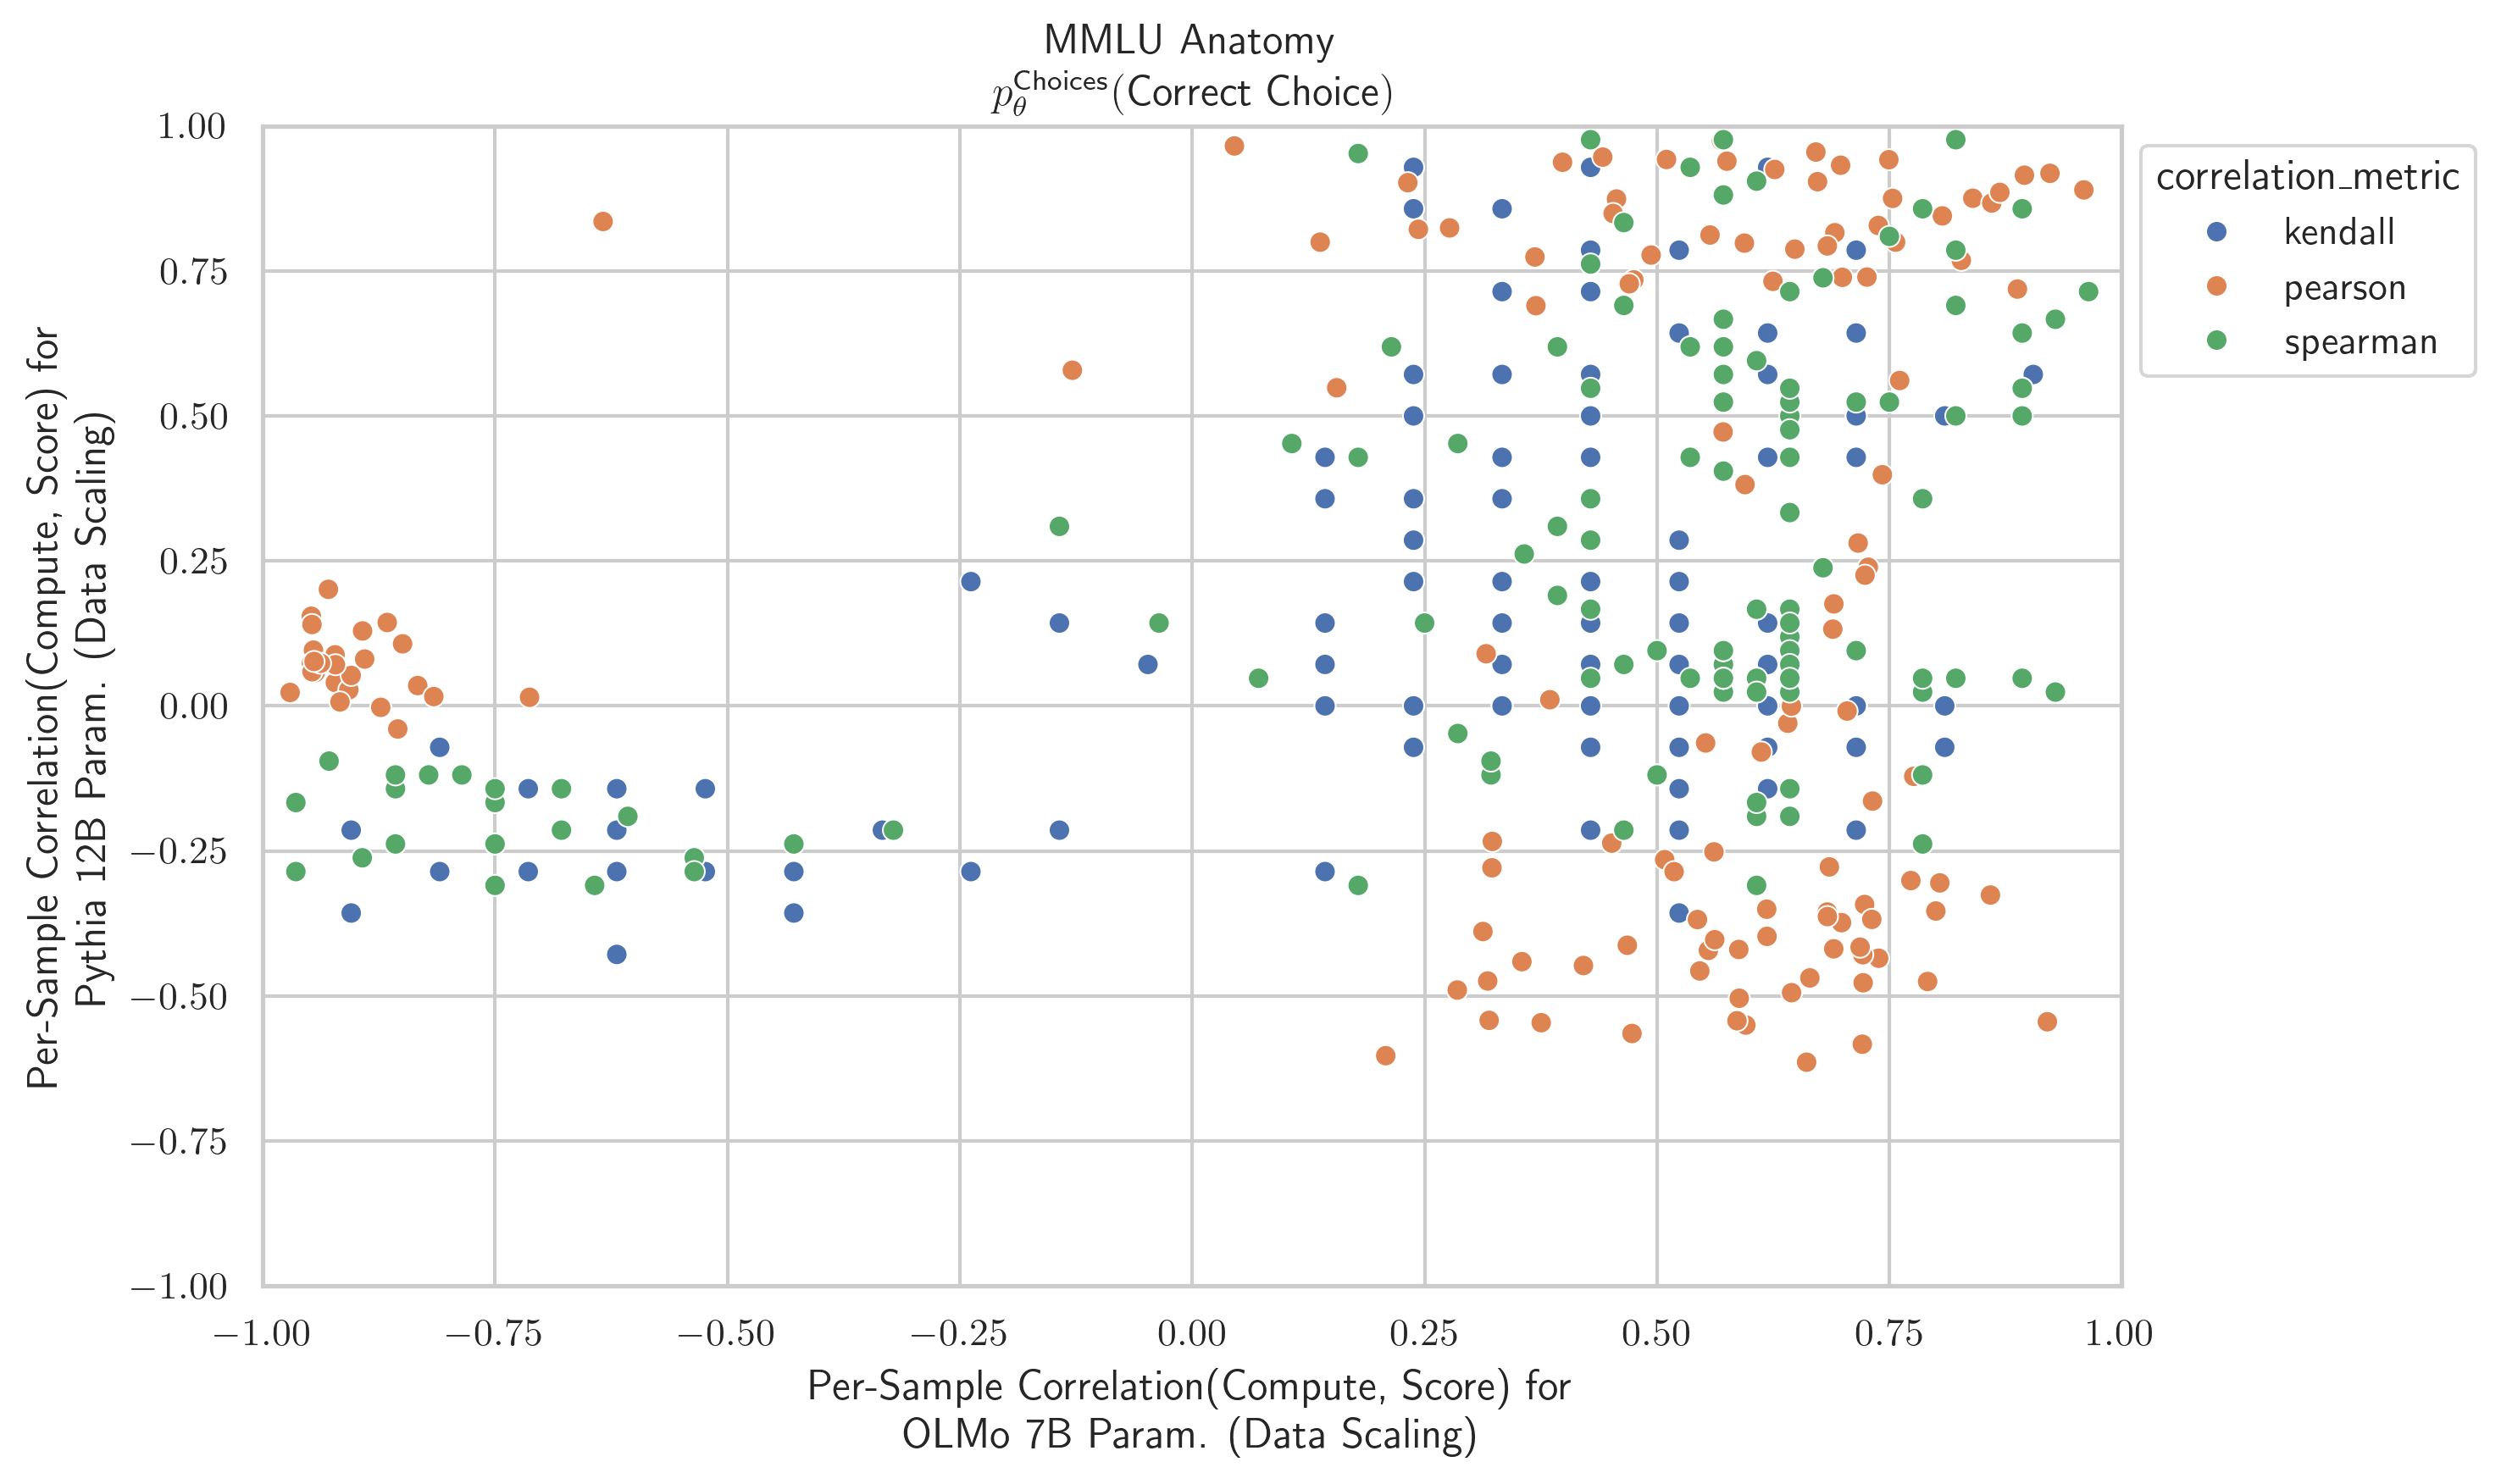 MMLU Anatomy
p_θ^Choices(Correct Choice)
1.00
0.75
0.50
0.25
0.00
−0.25
−0.50
−0.75
−1.00
Per-Sample Correlation(Compute, Score) for
Pythia 12B Param. (Data Scaling)
−1.00 −0.75 −0.50 −0.25 0.00 0.25 0.50 0.75 1.00
Per-Sample Correlation(Compute, Score) for
OLMo 7B Param. (Data Scaling)
correlation_metric
kendall
pearson
spearman